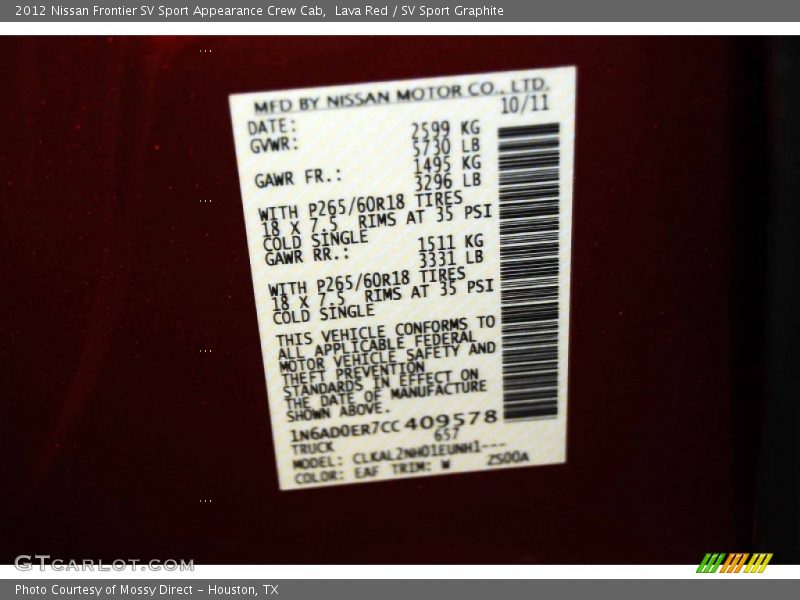 2012 Nissan Frontier SV Sport Appearance Crew Cab,  Lava Red / SV Sport Graphite
MFD BY NISSAN MOTOR CO., LTD.
DATE: 10/11
GVWR: 2599 KG
5730 LB
GAWR FR.: 1495 KG
3296 LB
WITH P265/60R18 TIRES
18 X 7.5 RIMS AT 35 PSI
COLD SINGLE
GAWR RR.: 1511 KG
3331 LB
WITH P265/60R18 TIRES
18 X 7.5 RIMS AT 35 PSI
COLD SINGLE
THIS VEHICLE CONFORMS TO
ALL APPLICABLE FEDERAL
MOTOR VEHICLE SAFETY AND
THEFT PREVENTION
STANDARDS IN EFFECT ON
THE DATE OF MANUFACTURE
SHOWN ABOVE.
1N6AD0ER7CC409578
TRUCK 657
MODEL: CLKAL2NH01EUNH1---
COLOR: EAF TRIM: W ZS00A
GTCARLOT.COM
Photo Courtesy of Mossy Direct - Houston, TX